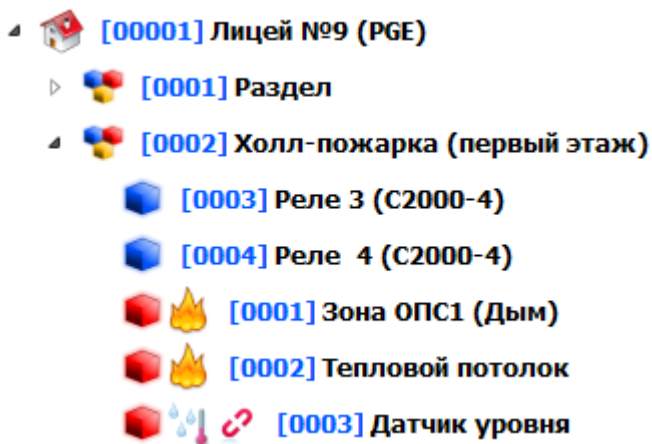 [00001] Лицей №9 (PGE)
[0001] Раздел
[0002] Холл-пожарка (первый этаж)
[0003] Реле 3 (С2000-4)
[0004] Реле  4 (С2000-4)
[0001] Зона ОПС1 (Дым)
[0002] Тепловой потолок
[0003] Датчик уровня